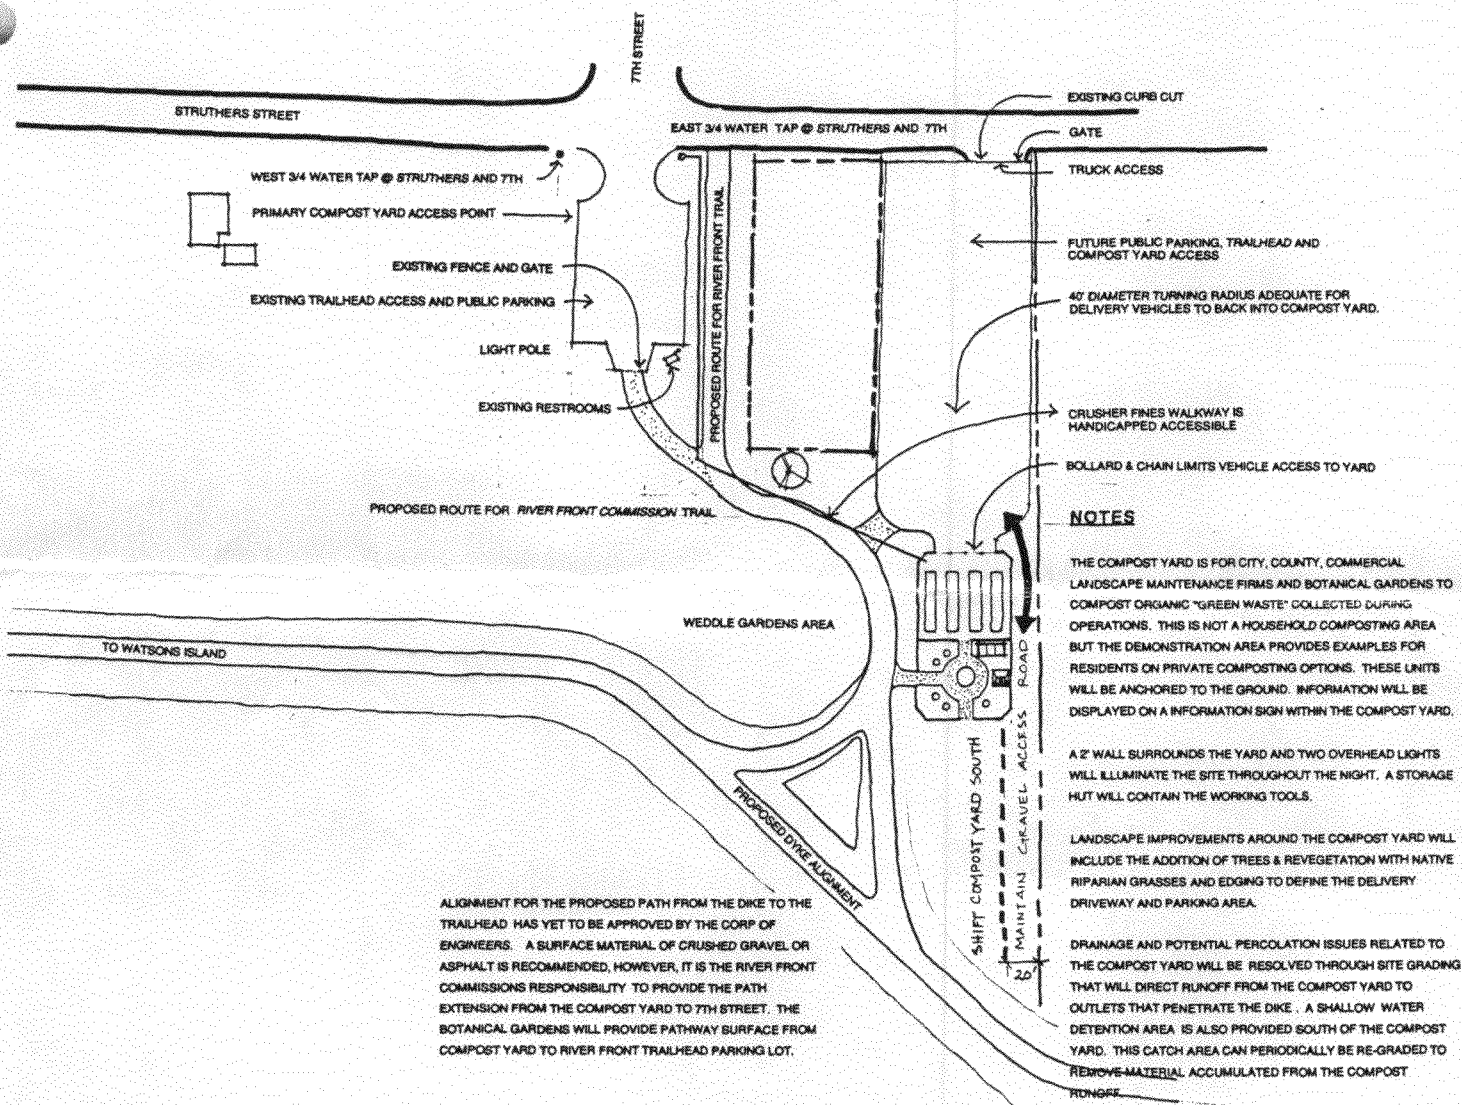 7TH STREET
STRUTHERS STREET
EXISTING CURB CUT
EAST 3/4 WATER TAP @ STRUTHERS AND 7TH
GATE
TRUCK ACCESS
WEST 3/4 WATER TAP @ STRUTHERS AND 7TH
PRIMARY COMPOST YARD ACCESS POINT
FUTURE PUBLIC PARKING, TRAILHEAD AND
COMPOST YARD ACCESS
EXISTING FENCE AND GATE
EXISTING TRAILHEAD ACCESS AND PUBLIC PARKING
PROPOSED ROUTE FOR RIVER FRONT TRAIL
40' DIAMETER TURNING RADIUS ADEQUATE FOR
DELIVERY VEHICLES TO BACK INTO COMPOST YARD.
LIGHT POLE
EXISTING RESTROOMS
CRUSHER FINES WALKWAY IS
HANDICAPPED ACCESSIBLE
BOLLARD & CHAIN LIMITS VEHICLE ACCESS TO YARD
PROPOSED ROUTE FOR RIVER FRONT COMMISSION TRAIL
WEDDLE GARDENS AREA
TO WATSONS ISLAND
PROPOSED DYKE ALIGNMENT
SHIFT COMPOST YARD SOUTH
MAINTAIN GRAVEL ACCESS ROAD
20'
NOTES
THE COMPOST YARD IS FOR CITY, COUNTY, COMMERCIAL
LANDSCAPE MAINTENANCE FIRMS AND BOTANICAL GARDENS TO
COMPOST ORGANIC "GREEN WASTE" COLLECTED DURING
OPERATIONS. THIS IS NOT A HOUSEHOLD COMPOSTING AREA
BUT THE DEMONSTRATION AREA PROVIDES EXAMPLES FOR
RESIDENTS ON PRIVATE COMPOSTING OPTIONS. THESE UNITS
WILL BE ANCHORED TO THE GROUND. INFORMATION WILL BE
DISPLAYED ON A INFORMATION SIGN WITHIN THE COMPOST YARD.
A 2' WALL SURROUNDS THE YARD AND TWO OVERHEAD LIGHTS
WILL ILLUMINATE THE SITE THROUGHOUT THE NIGHT. A STORAGE
HUT WILL CONTAIN THE WORKING TOOLS.
LANDSCAPE IMPROVEMENTS AROUND THE COMPOST YARD WILL
INCLUDE THE ADDITION OF TREES & REVEGETATION WITH NATIVE
RIPARIAN GRASSES AND EDGING TO DEFINE THE DELIVERY
DRIVEWAY AND PARKING AREA.
DRAINAGE AND POTENTIAL PERCOLATION ISSUES RELATED TO
THE COMPOST YARD WILL BE RESOLVED THROUGH SITE GRADING
THAT WILL DIRECT RUNOFF FROM THE COMPOST YARD TO
OUTLETS THAT PENETRATE THE DIKE . A SHALLOW WATER
DETENTION AREA IS ALSO PROVIDED SOUTH OF THE COMPOST
YARD. THIS CATCH AREA CAN PERIODICALLY BE RE-GRADED TO
REMOVE MATERIAL ACCUMULATED FROM THE COMPOST
RUNOFF.
ALIGNMENT FOR THE PROPOSED PATH FROM THE DIKE TO THE
TRAILHEAD HAS YET TO BE APPROVED BY THE CORP OF
ENGINEERS. A SURFACE MATERIAL OF CRUSHED GRAVEL OR
ASPHALT IS RECOMMENDED, HOWEVER, IT IS THE RIVER FRONT
COMMISSIONS RESPONSIBILITY TO PROVIDE THE PATH
EXTENSION FROM THE COMPOST YARD TO 7TH STREET. THE
BOTANICAL GARDENS WILL PROVIDE PATHWAY SURFACE FROM
COMPOST YARD TO RIVER FRONT TRAILHEAD PARKING LOT.